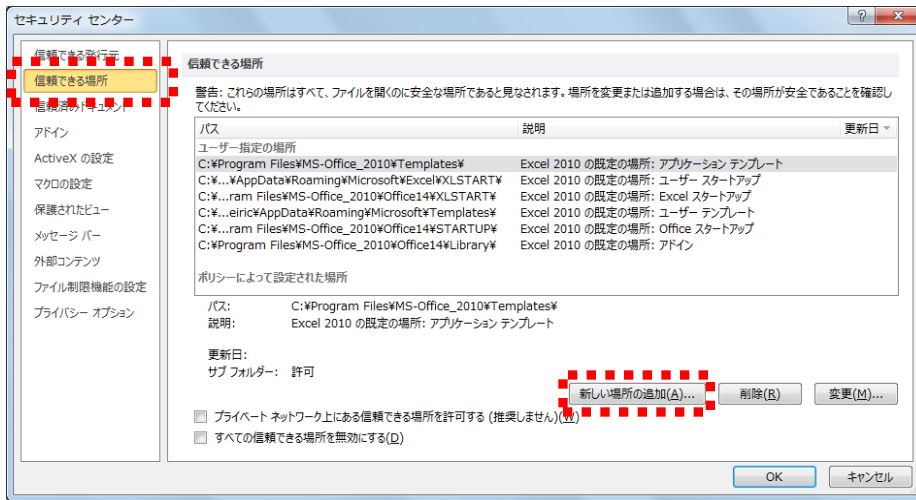 セキュリティ センター
信頼できる発行元
信頼できる場所
信頼済みのドキュメント
アドイン
ActiveX の設定
マクロの設定
保護されたビュー
メッセージ バー
外部コンテンツ
ファイル制限機能の設定
プライバシー オプション
信頼できる場所
警告: これらの場所はすべて、ファイルを開くのに安全な場所であると見なされます。場所を変更または追加する場合は、その場所が安全であることを確認し
てください。
パス 説明 更新日
ユーザー指定の場所
C:¥Program Files¥MS-Office_2010¥Templates¥ Excel 2010 の既定の場所: アプリケーション テンプレート
C:¥...¥AppData¥Roaming¥Microsoft¥Excel¥XLSTART¥ Excel 2010 の既定の場所: ユーザー スタートアップ
C:¥...ram Files¥MS-Office_2010¥Office14¥XLSTART¥ Excel 2010 の既定の場所: Excel スタートアップ
C:¥...eiric¥AppData¥Roaming¥Microsoft¥Templates¥ Excel 2010 の既定の場所: ユーザー テンプレート
C:¥...ram Files¥MS-Office_2010¥Office14¥STARTUP¥ Excel 2010 の既定の場所: Office スタートアップ
C:¥Program Files¥MS-Office_2010¥Office14¥Library¥ Excel 2010 の既定の場所: アドイン
ポリシーによって設定された場所
パス: C:¥Program Files¥MS-Office_2010¥Templates¥
説明: Excel 2010 の既定の場所: アプリケーション テンプレート
更新日:
サブ フォルダー: 許可
新しい場所の追加(A)... 削除(R) 変更(M)...
プライベート ネットワーク上にある信頼できる場所を許可する (推奨しません)(W)
すべての信頼できる場所を無効にする(D)
OK キャンセル